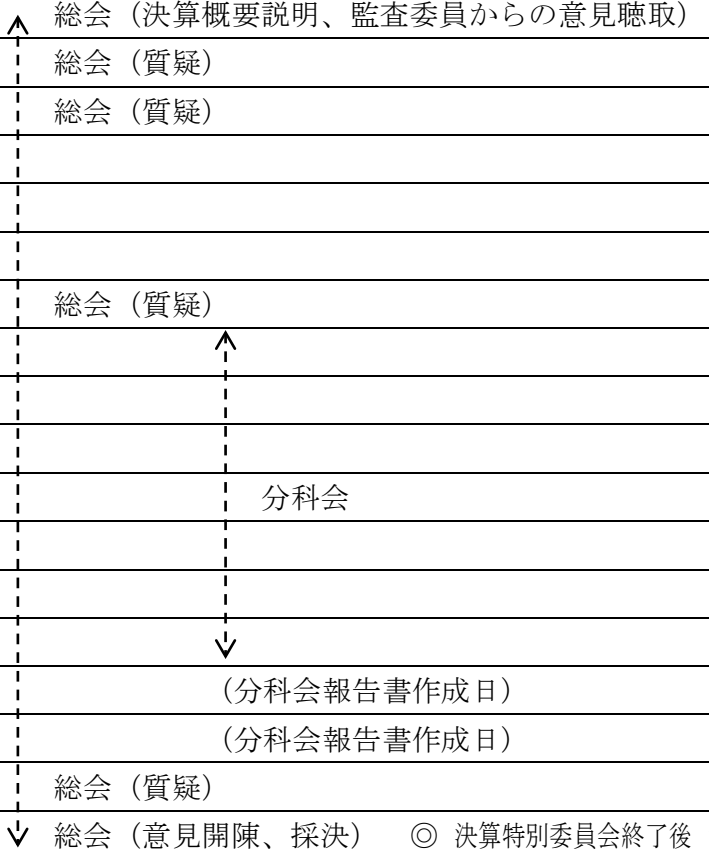 総会（決算概要説明、監査委員からの意見聴取）
総会（質疑）
総会（質疑）
総会（質疑）
分科会
（分科会報告書作成日）
（分科会報告書作成日）
総会（質疑）
総会（意見開陳、採決）　◎ 決算特別委員会終了後